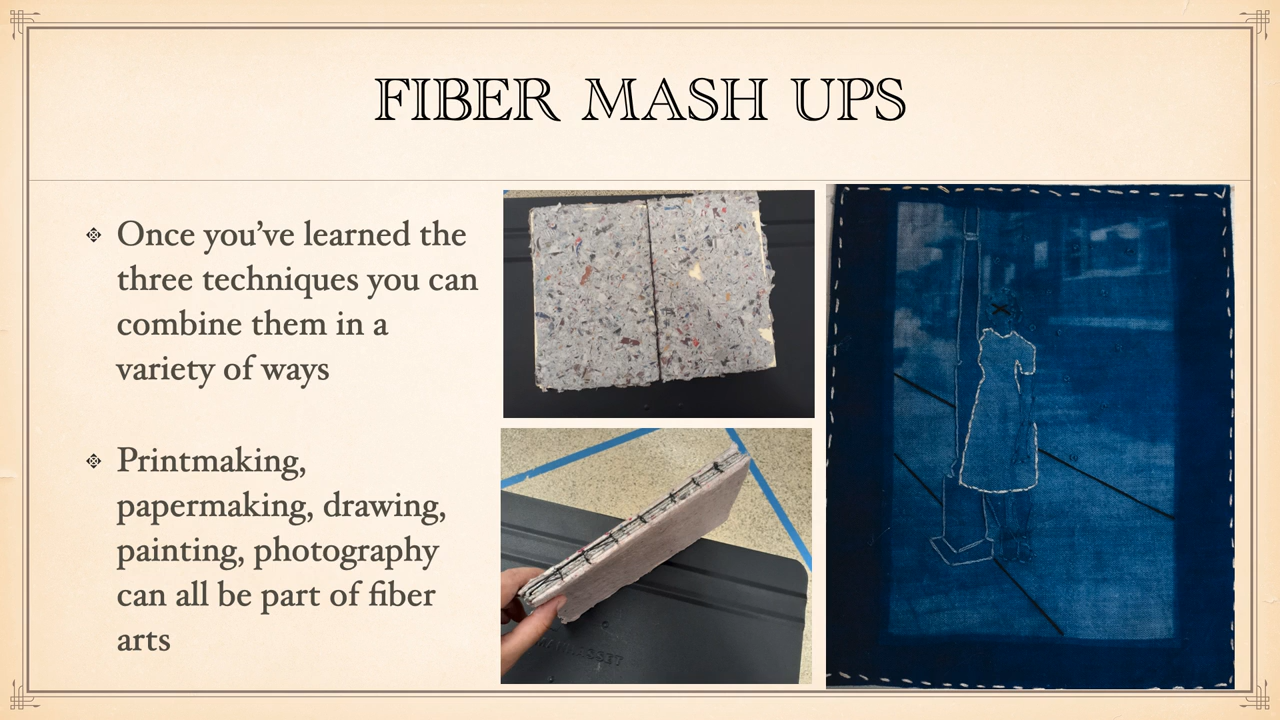 FIBER MASH UPS
Once you’ve learned the
three techniques you can
combine them in a
variety of ways
Printmaking,
papermaking, drawing,
painting, photography
can all be part of fiber
arts